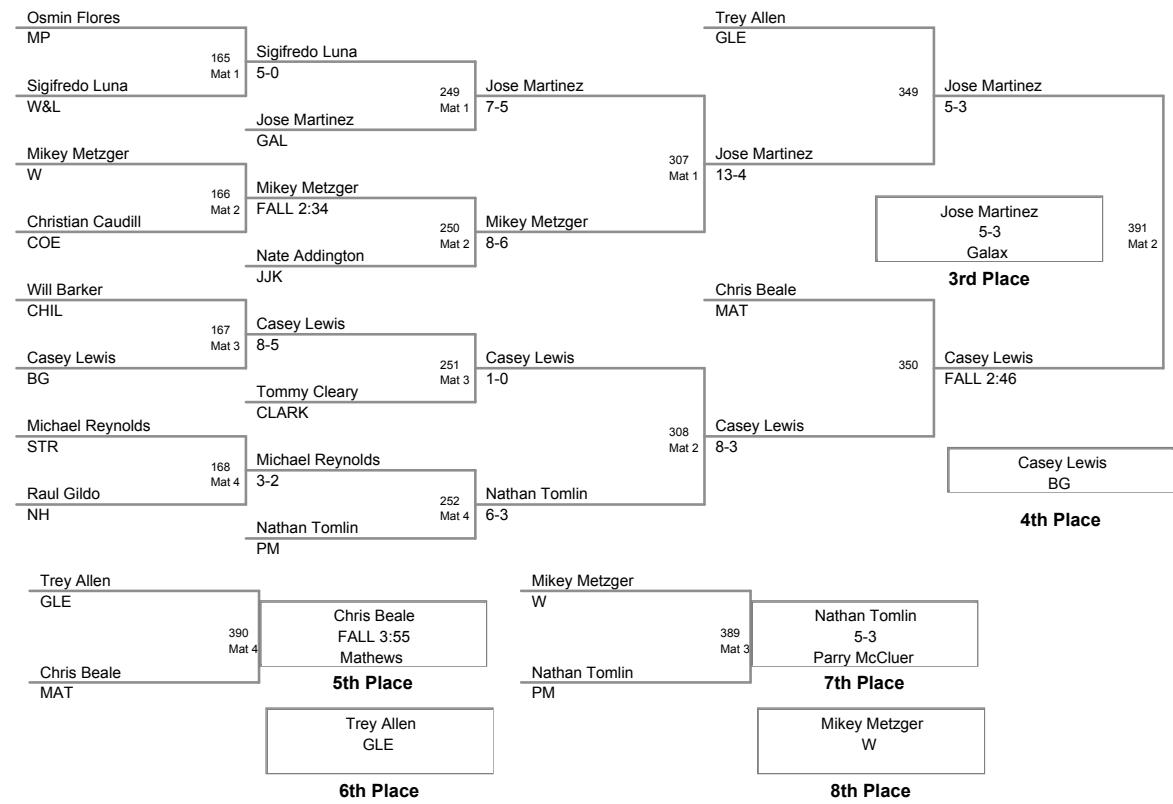 Osmin Flores
MP
165
Mat 1
Sigifredo Luna
W&L
Sigifredo Luna
5-0
249
Mat 1
Jose Martinez
GAL
Jose Martinez
7-5
Mikey Metzger
W
166
Mat 2
Christian Caudill
COE
Mikey Metzger
FALL 2:34
250
Mat 2
Nate Addington
JJK
Mikey Metzger
8-6
307
Mat 1
Jose Martinez
13-4
Trey Allen
GLE
349
Jose Martinez
5-3
Will Barker
CHIL
167
Mat 3
Casey Lewis
BG
Casey Lewis
8-5
251
Mat 3
Tommy Cleary
CLARK
Casey Lewis
1-0
Michael Reynolds
STR
168
Mat 4
Raul Gildo
NH
Michael Reynolds
3-2
252
Mat 4
Nathan Tomlin
PM
Nathan Tomlin
6-3
308
Mat 2
Casey Lewis
8-3
Chris Beale
MAT
350
Casey Lewis
FALL 2:46
391
Mat 2
Jose Martinez
5-3
Galax
3rd Place
Casey Lewis
BG
4th Place
Trey Allen
GLE
390
Mat 4
Chris Beale
MAT
Chris Beale
FALL 3:55
Mathews
5th Place
Trey Allen
GLE
6th Place
Mikey Metzger
W
389
Mat 3
Nathan Tomlin
PM
Nathan Tomlin
5-3
Parry McCluer
7th Place
Mikey Metzger
W
8th Place